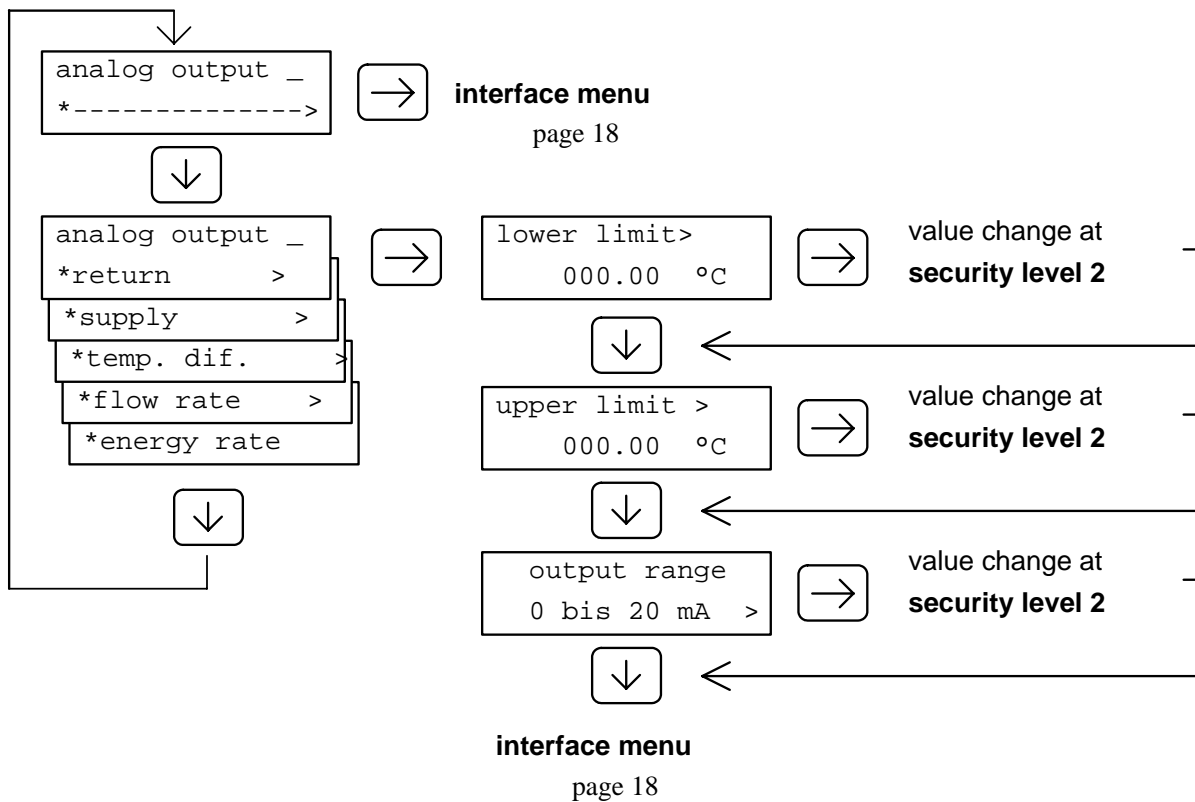 analog output _
*-------------->
interface menu
page 18
analog output _
*return >
*supply >
*temp. dif. >
*flow rate >
*energy rate
lower limit>
000.00 °C
value change at
security level 2
upper limit >
000.00 °C
value change at
security level 2
output range
0 bis 20 mA >
value change at
security level 2
interface menu
page 18